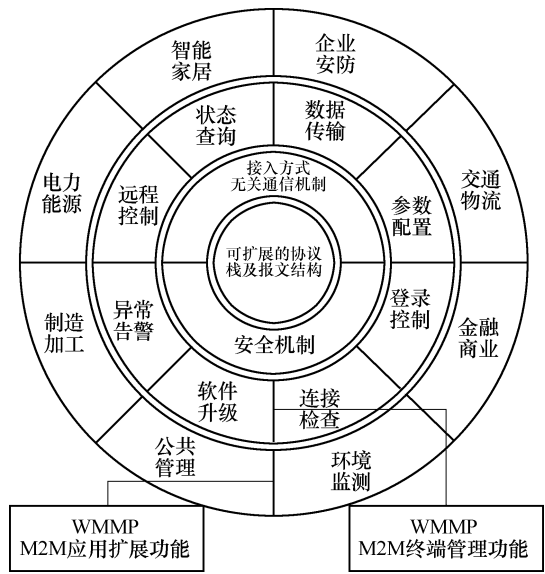 智能
家居
企业
安防
状态
查询
数据
传输
接入方式
无关通信机制
电力
能源
远程
控制
参数
配置
交通
物流
可扩展的协议
栈及报文结构
制造
加工
异常
告警
登录
控制
金融
商业
安全机制
软件
升级
连接
检查
公共
管理
环境
监测
WMMP
M2M应用扩展功能
WMMP
M2M终端管理功能